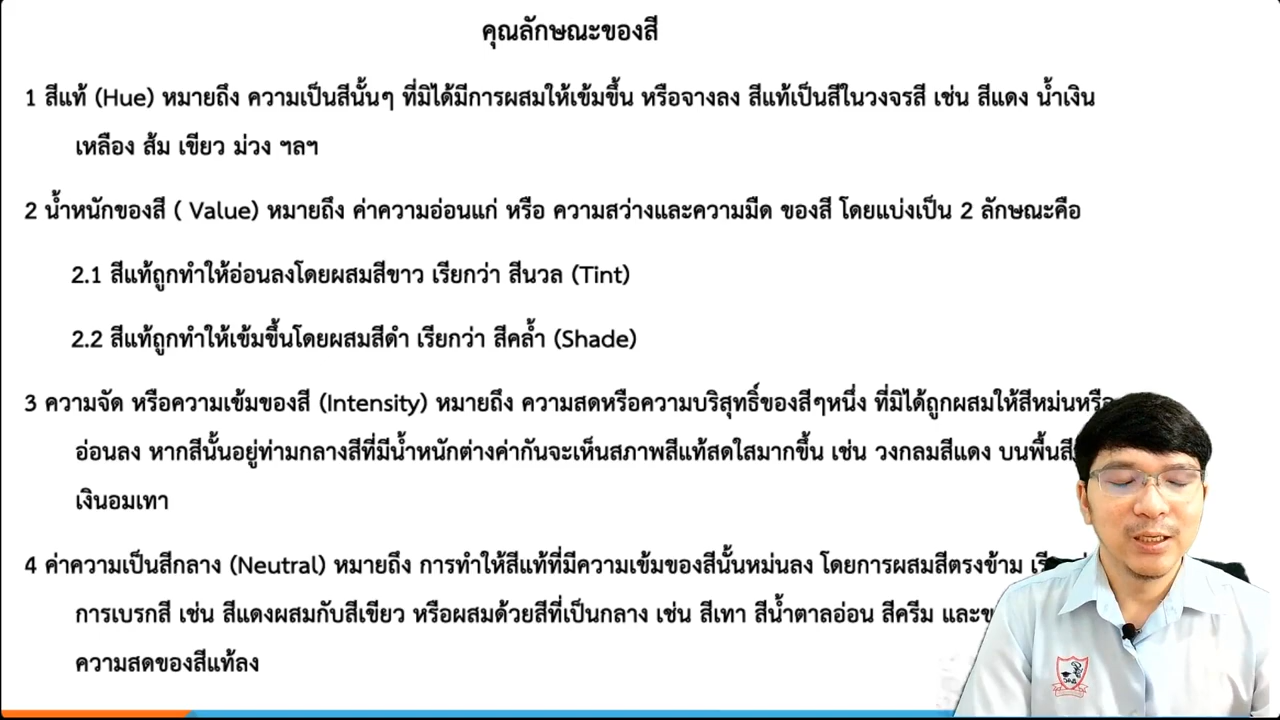 คุณลักษณะของสี
1 สีแท้ (Hue) หมายถึง ความเป็นสีนั้นๆ ที่มิได้มีการผสมให้เข้มขึ้น หรือจางลง สีแท้เป็นสีในวงจรสี เช่น สีแดง น้ำเงิน
เหลือง ส้ม เขียว ม่วง ฯลฯ
2 น้ำหนักของสี ( Value) หมายถึง ค่าความอ่อนแก่ หรือ ความสว่างและความมืด ของสี โดยแบ่งเป็น 2 ลักษณะคือ
2.1 สีแท้ถูกทำให้อ่อนลงโดยผสมสีขาว เรียกว่า สีนวล (Tint)
2.2 สีแท้ถูกทำให้เข้มขึ้นโดยผสมสีดำ เรียกว่า สีคล้ำ (Shade)
3 ความจัด หรือความเข้มของสี (Intensity) หมายถึง ความสดหรือความบริสุทธิ์ของสีๆหนึ่ง ที่มิได้ถูกผสมให้สีหม่นหรือ
อ่อนลง หากสีนั้นอยู่ท่ามกลางสีที่มีน้ำหนักต่างค่ากันจะเห็นสภาพสีแท้สดใสมากขึ้น เช่น วงกลมสีแดง บนพื้น
เงินอมเทา
4 ค่าความเป็นสีกลาง (Neutral) หมายถึง การทำให้สีแท้ที่มีความเข้มของสีนั้นหม่นลง โดยการผสมสีตรงข้าม
การเบรกสี เช่น สีแดงผสมกับสีเขียว หรือผสมด้วยสีที่เป็นกลาง เช่น สีเทา สีน้ำตาลอ่อน สีครีม และ
ความสดของสีแท้ลง